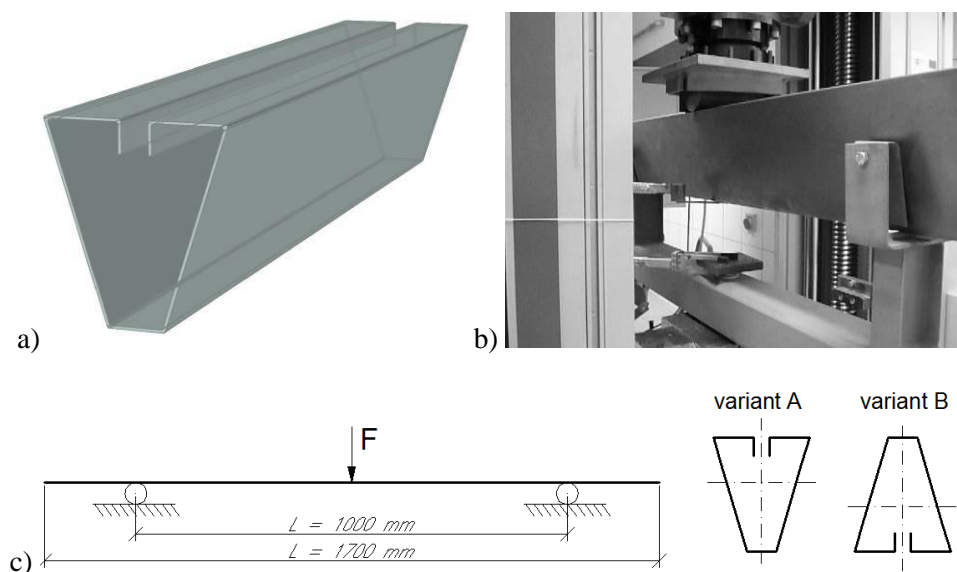 a)
b)
variant A
variant B
F
L = 1000 mm
L = 1700 mm
c)